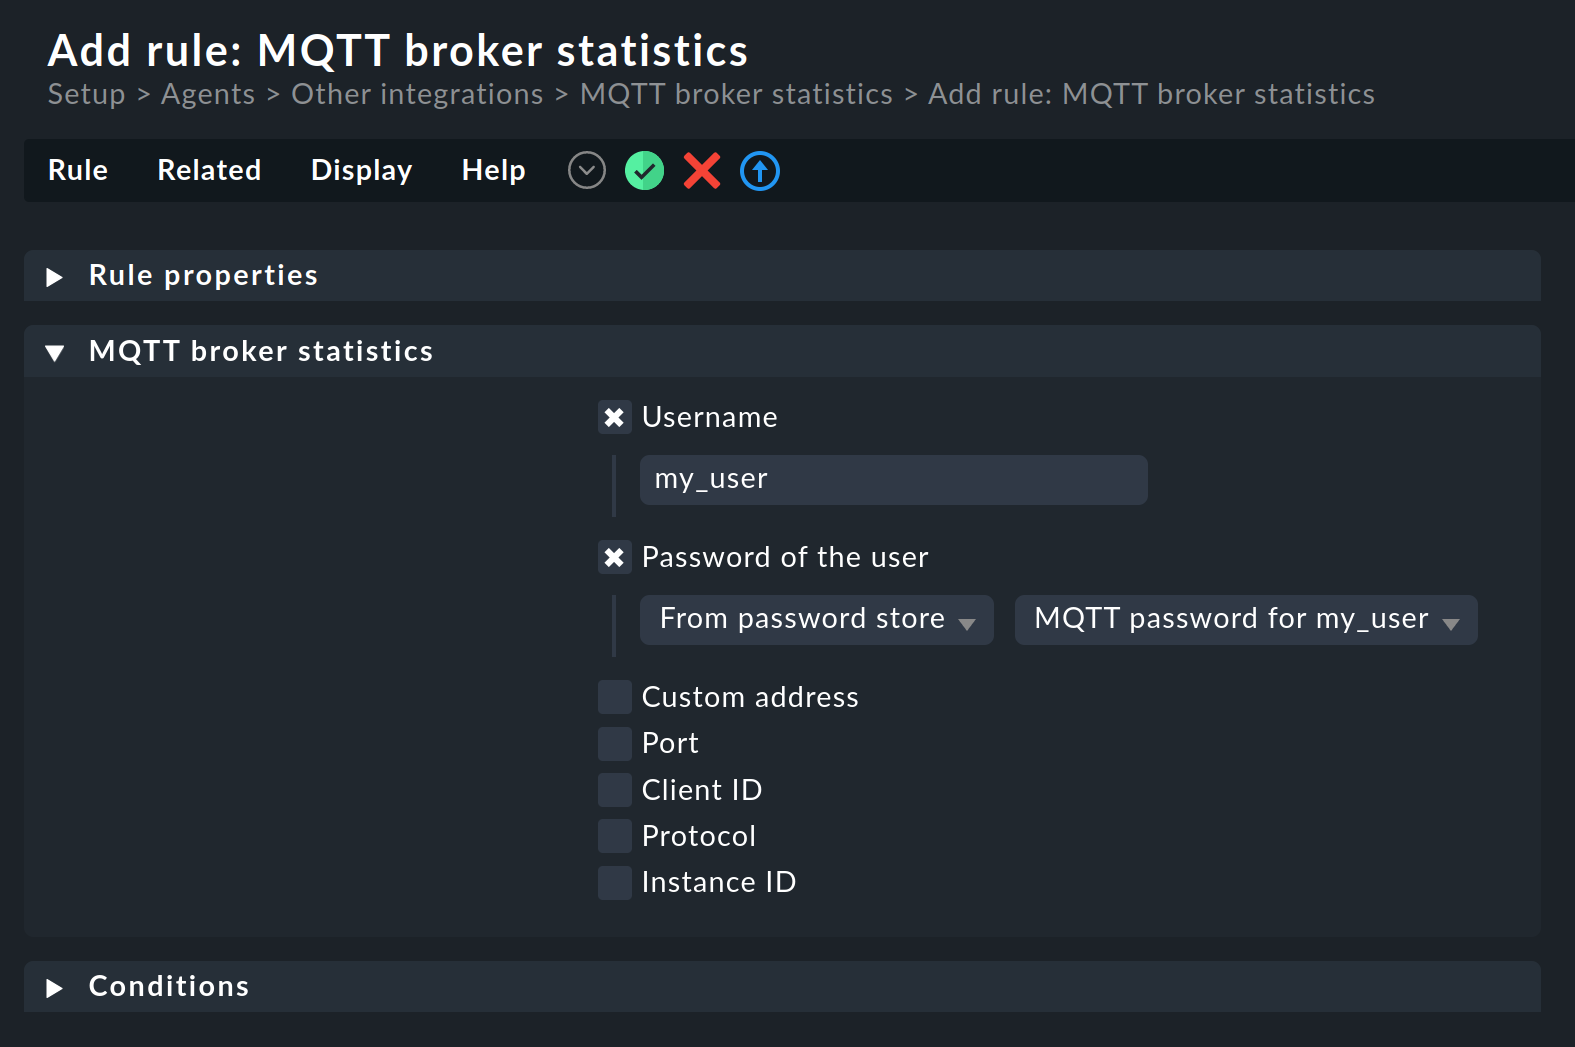 Add rule: MQTT broker statistics
Setup > Agents > Other integrations > MQTT broker statistics > Add rule: MQTT broker statistics
Rule Related Display Help
Rule properties
MQTT broker statistics
Username
my_user
Password of the user
From password store MQTT password for my_user
Custom address
Port
Client ID
Protocol
Instance ID
Conditions